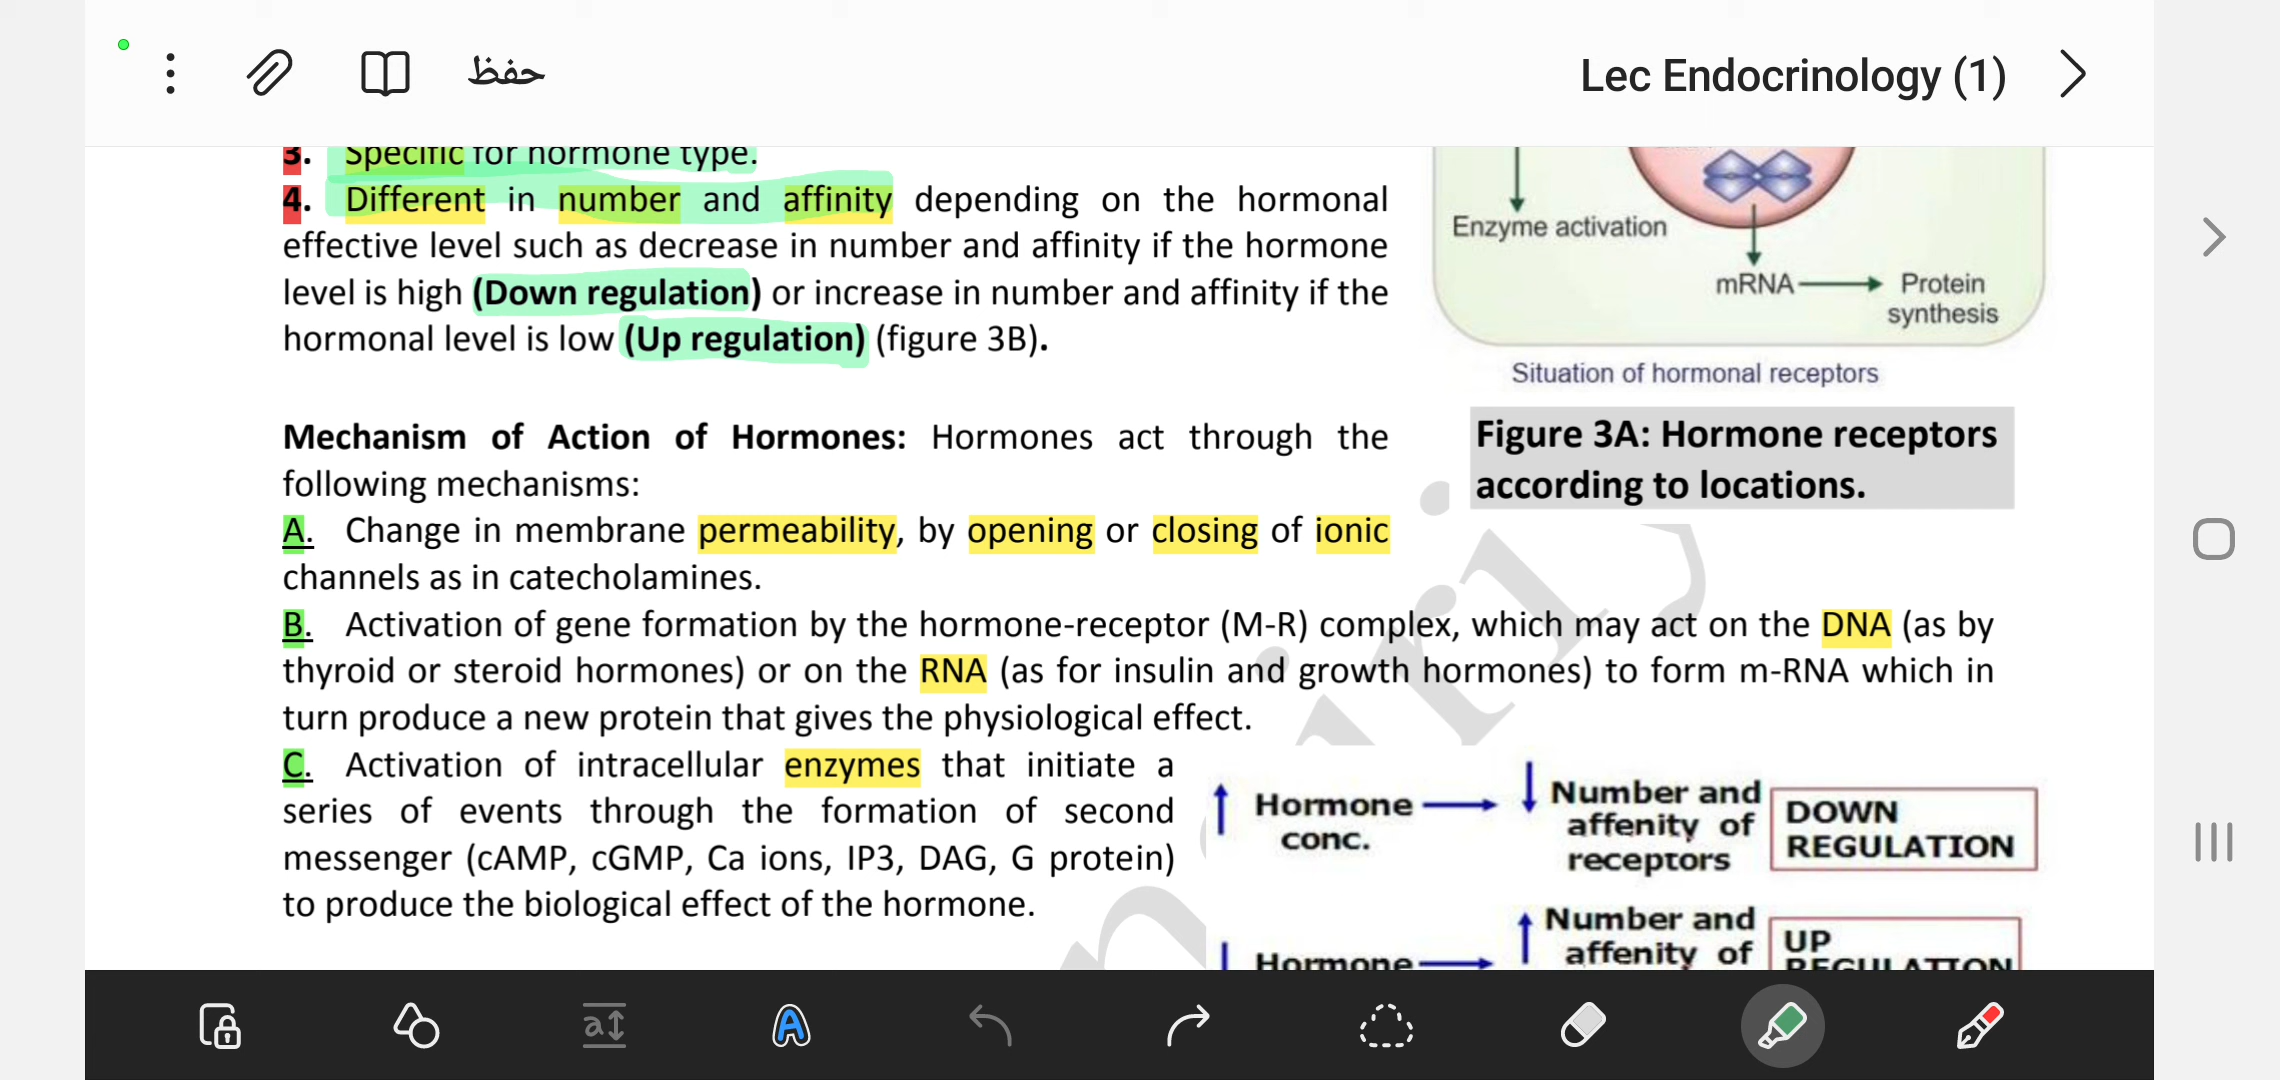 حفظ
Lec Endocrinology (1)
3. Specific for hormone type.
4. Different in number and affinity depending on the hormonal
effective level such as decrease in number and affinity if the hormone
level is high (Down regulation) or increase in number and affinity if the
hormonal level is low (Up regulation) (figure 3B).
Enzyme activation
mRNA
Protein
synthesis
Situation of hormonal receptors
Figure 3A: Hormone receptors
according to locations.
Mechanism of Action of Hormones: Hormones act through the
following mechanisms:
A. Change in membrane permeability, by opening or closing of ionic
channels as in catecholamines.
B. Activation of gene formation by the hormone-receptor (M-R) complex, which may act on the DNA (as by
thyroid or steroid hormones) or on the RNA (as for insulin and growth hormones) to form m-RNA which in
turn produce a new protein that gives the physiological effect.
C. Activation of intracellular enzymes that initiate a
series of events through the formation of second
messenger (cAMP, cGMP, Ca ions, IP3, DAG, G protein)
to produce the biological effect of the hormone.
Hormone
conc.
Number and
affenity of
receptors
DOWN
REGULATION
Hormone
Number and
affenity of
UP
REGULATION
a
A